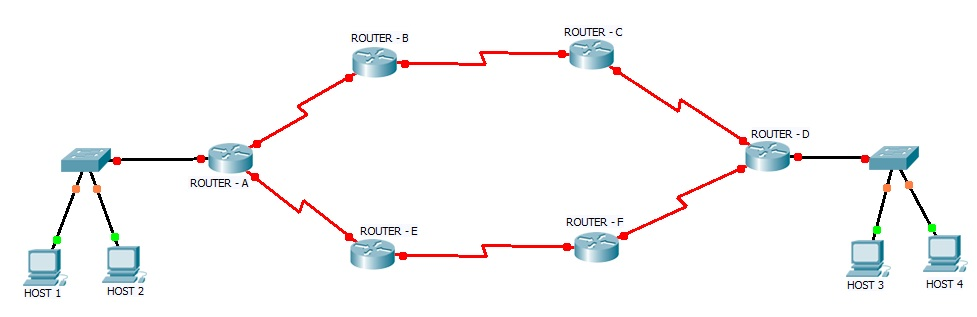 ROUTER - B
ROUTER - C
ROUTER - D
ROUTER - A
ROUTER - E
ROUTER - F
HOST 1
HOST 2
HOST 3
HOST 4